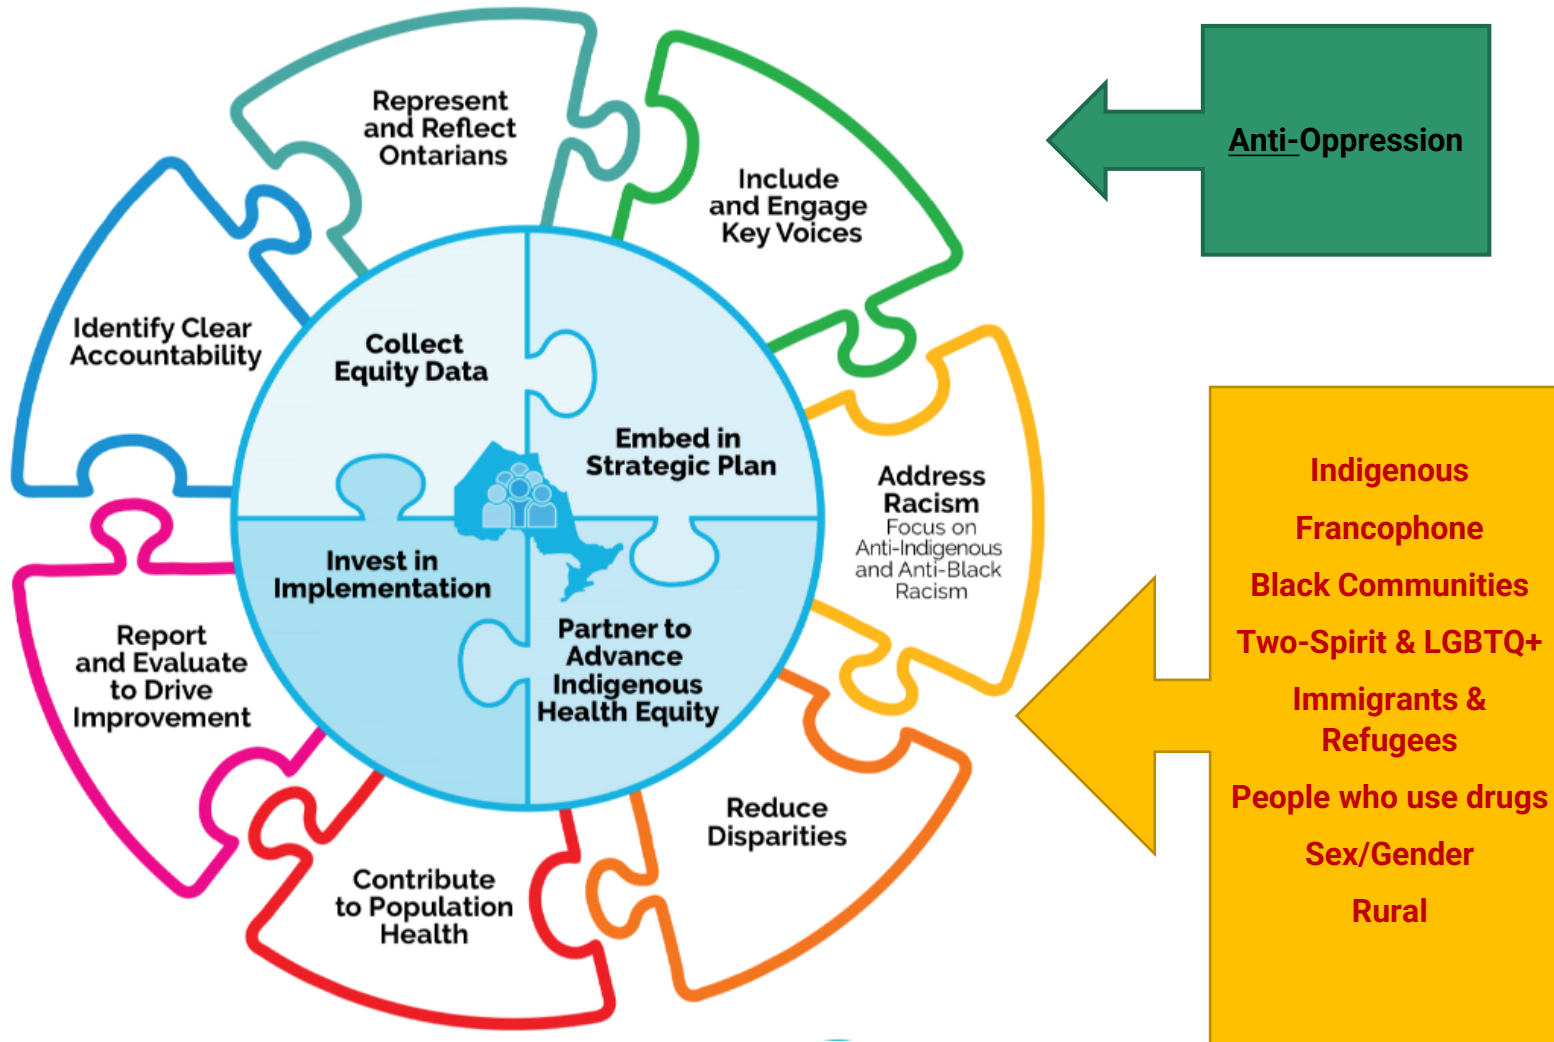 Represent
and Reflect
Ontarians
Include
and Engage
Key Voices
Address
Racism
Focus on
Anti-Indigenous
and Anti-Black
Racism
Reduce
Disparities
Contribute
to Population
Health
Report
and Evaluate
to Drive
Improvement
Identify Clear
Accountability
Collect
Equity Data
Embed in
Strategic Plan
Invest in
Implementation
Partner to
Advance
Indigenous
Health Equity
Anti-Oppression
Indigenous
Francophone
Black Communities
Two-Spirit & LGBTQ+
Immigrants &
Refugees
People who use drugs
Sex/Gender
Rural